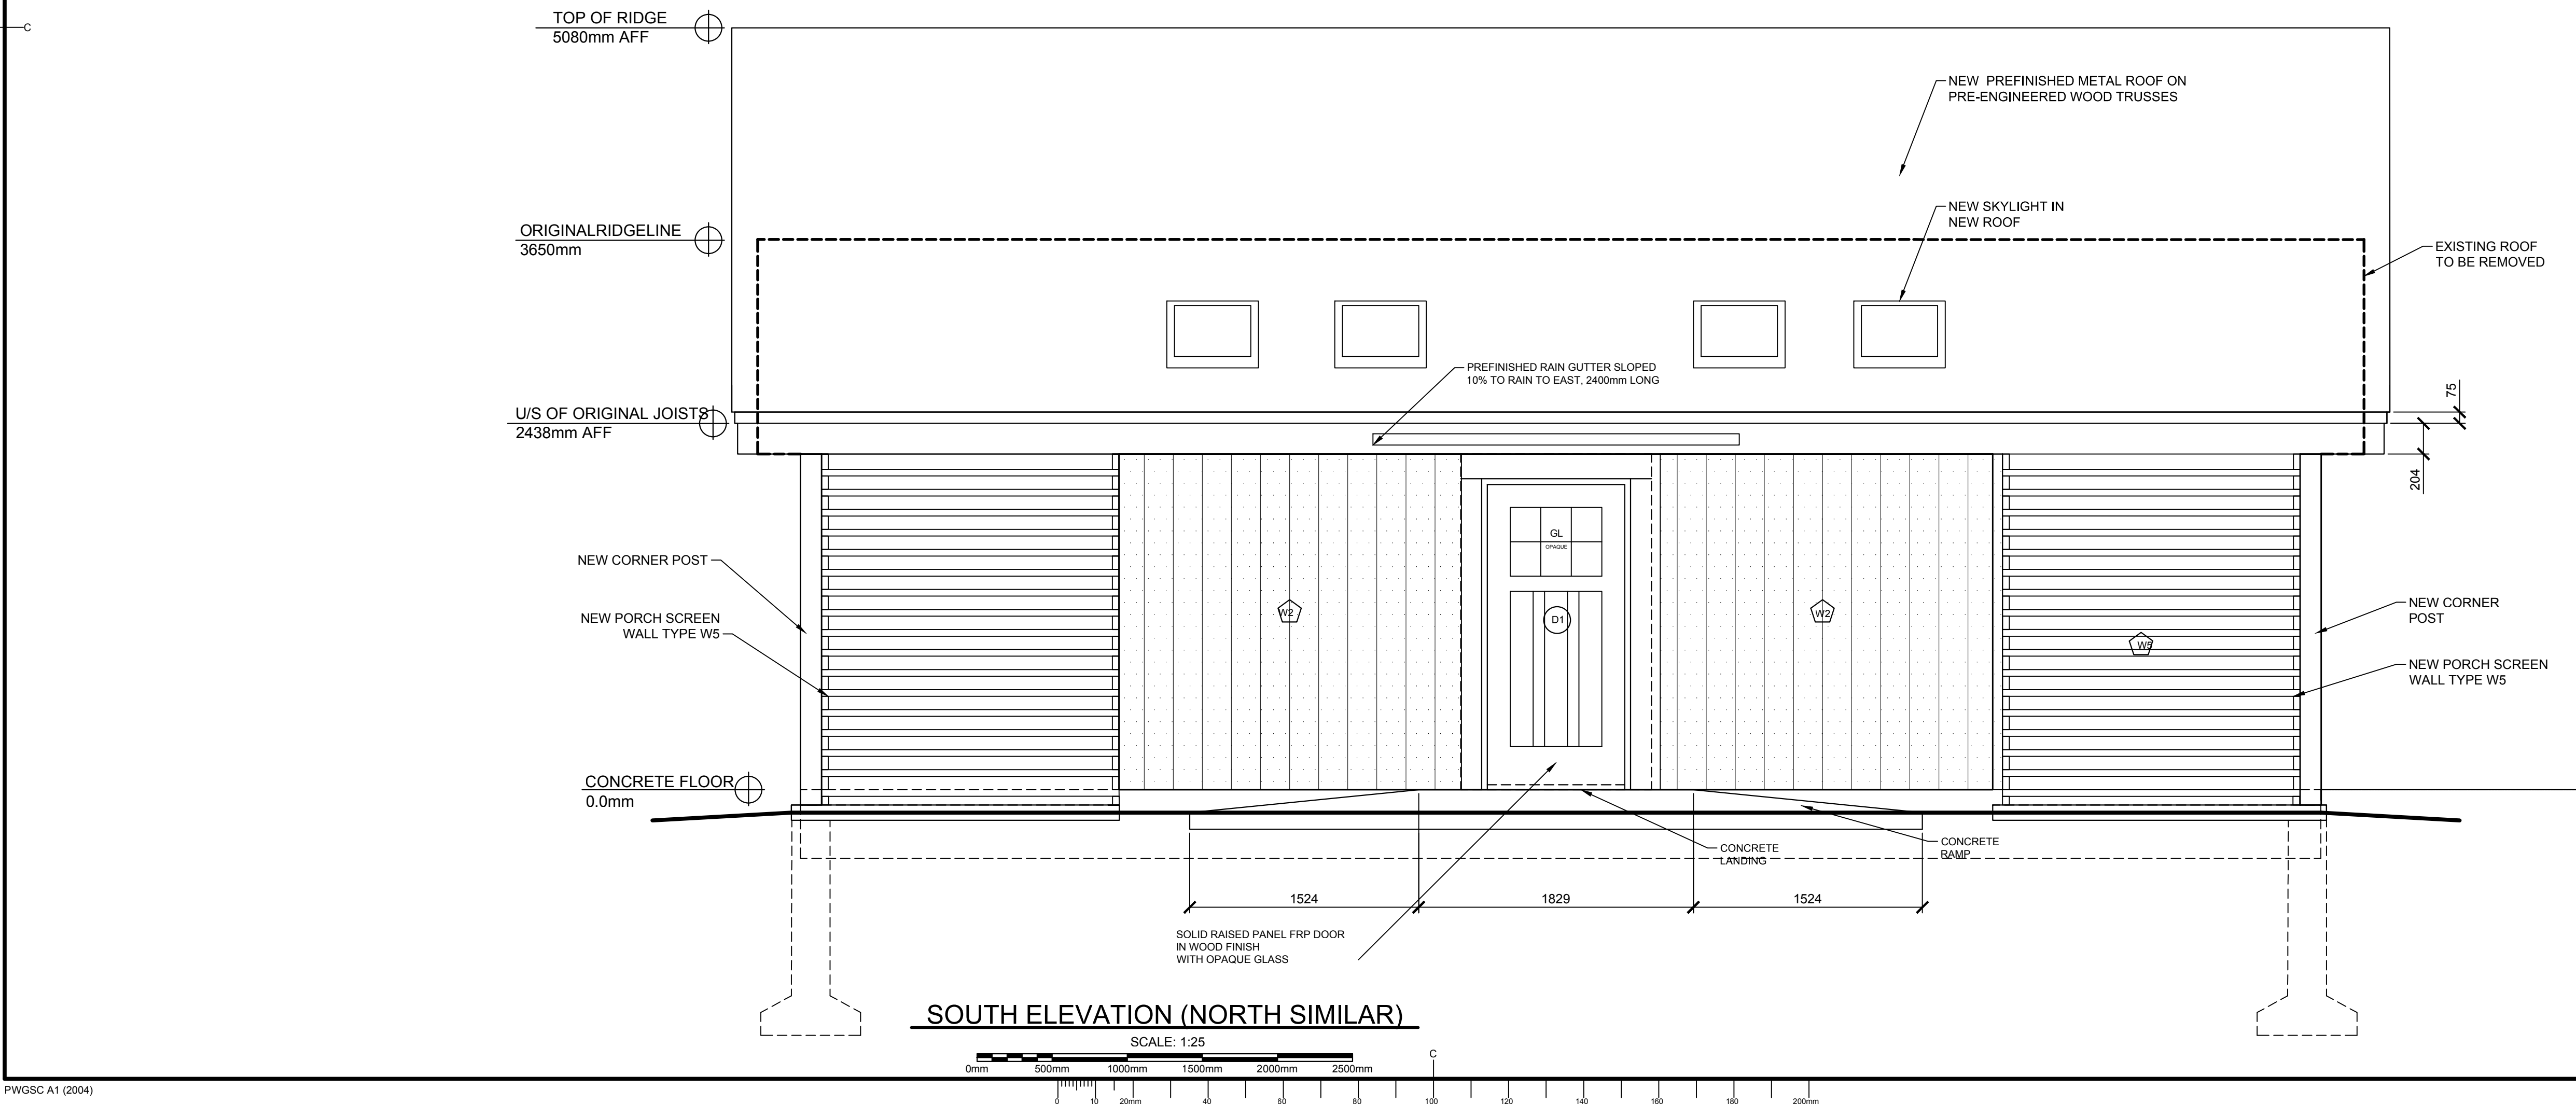 C
TOP OF RIDGE
5080mm AFF
NEW PREFINISHED METAL ROOF ON
PRE-ENGINEERED WOOD TRUSSES
NEW SKYLIGHT IN
NEW ROOF
ORIGINALRIDGELINE
3650mm
EXISTING ROOF
TO BE REMOVED
PREFINISHED RAIN GUTTER SLOPED
10% TO RAIN TO EAST, 2400mm LONG
75
U/S OF ORIGINAL JOISTS
2438mm AFF
204
GL
OPAQUE
NEW CORNER POST
NEW PORCH SCREEN
WALL TYPE W5
W2
D1
W2
W5
NEW CORNER
POST
NEW PORCH SCREEN
WALL TYPE W5
CONCRETE FLOOR
0.0mm
CONCRETE
LANDING
CONCRETE
RAMP
1524
1829
1524
SOLID RAISED PANEL FRP DOOR
IN WOOD FINISH
WITH OPAQUE GLASS
SOUTH ELEVATION (NORTH SIMILAR)
SCALE: 1:25
0mm 500mm 1000mm 1500mm 2000mm 2500mm
C
PWGSC A1 (2004)
0 10 20mm 40 60 80 100 120 140 160 180 200mm